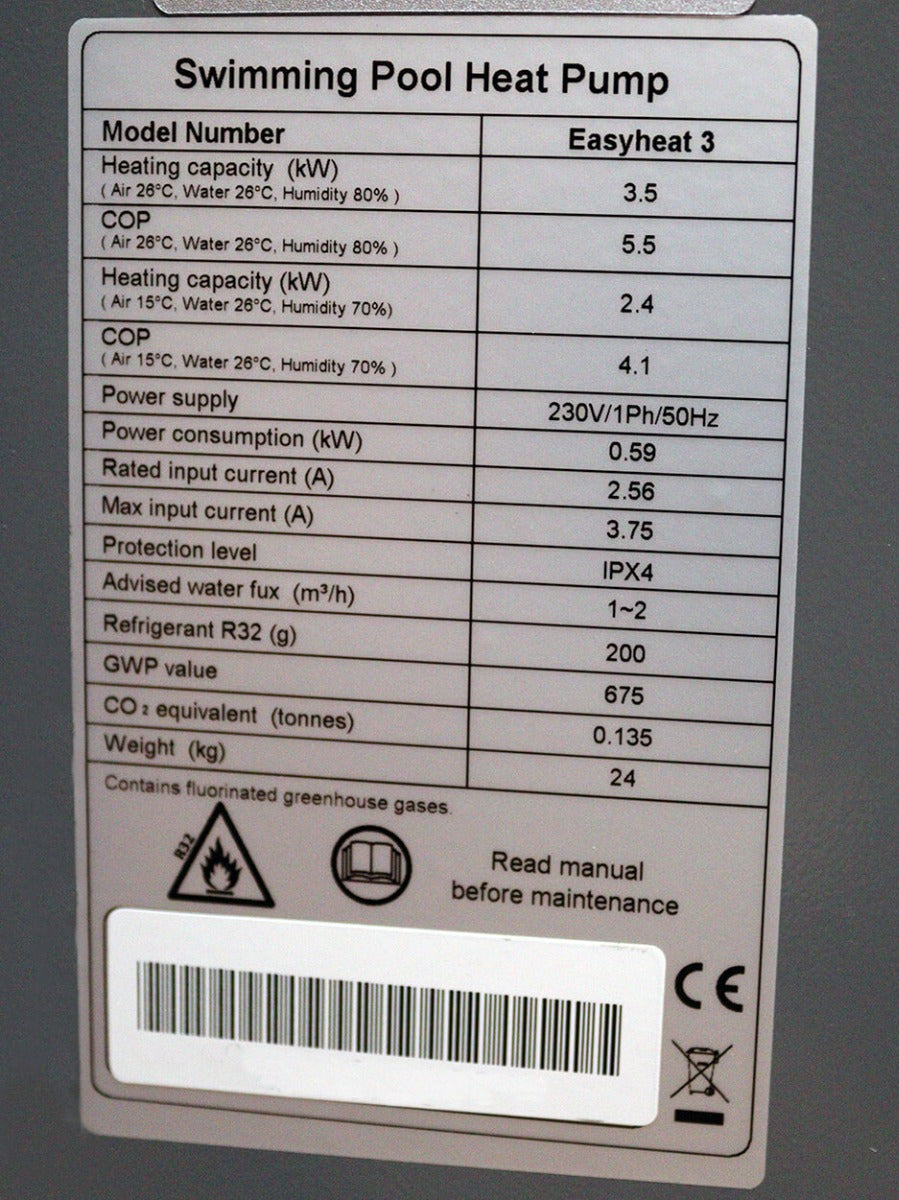 Swimming Pool Heat Pump
Model Number Easyheat 3
Heating capacity (kW)
( Air 26°C, Water 26°C, Humidity 80% ) 3.5
COP
( Air 26°C, Water 26°C, Humidity 80% ) 5.5
Heating capacity (kW)
( Air 15°C, Water 26°C, Humidity 70%) 2.4
COP
( Air 15°C, Water 26°C, Humidity 70% ) 4.1
Power supply 230V/1Ph/50Hz
Power consumption (kW) 0.59
Rated input current (A) 2.56
Max input current (A) 3.75
Protection level IPX4
Advised water fux (m³/h) 1~2
Refrigerant R32 (g) 200
GWP value 675
CO₂ equivalent (tonnes) 0.135
Weight (kg) 24
Contains fluorinated greenhouse gases.
R32
Read manual
before maintenance
CE